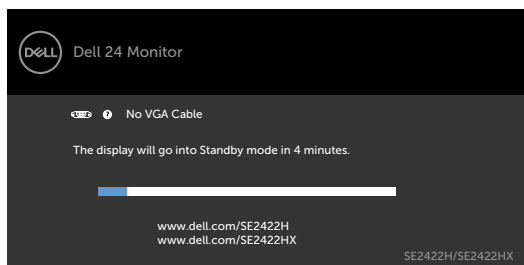 DELL
Dell 24 Monitor
? No VGA Cable
The display will go into Standby mode in 4 minutes.
www.dell.com/SE2422H
www.dell.com/SE2422HX
SE2422H/SE2422HX